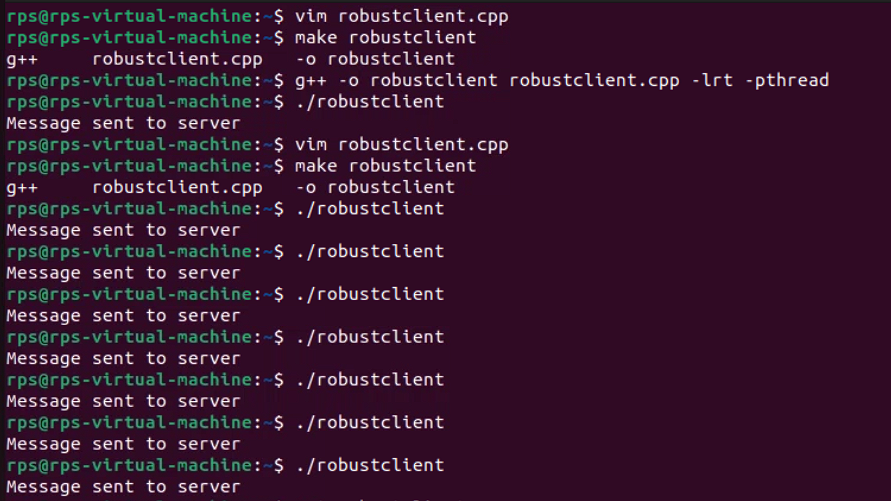 rps@rps-virtual-machine:~$ vim robustclient.cpp
rps@rps-virtual-machine:~$ make robustclient
g++     robustclient.cpp   -o robustclient
rps@rps-virtual-machine:~$ g++ -o robustclient robustclient.cpp -lrt -pthread
rps@rps-virtual-machine:~$ ./robustclient
Message sent to server
rps@rps-virtual-machine:~$ vim robustclient.cpp
rps@rps-virtual-machine:~$ make robustclient
g++     robustclient.cpp   -o robustclient
rps@rps-virtual-machine:~$ ./robustclient
Message sent to server
rps@rps-virtual-machine:~$ ./robustclient
Message sent to server
rps@rps-virtual-machine:~$ ./robustclient
Message sent to server
rps@rps-virtual-machine:~$ ./robustclient
Message sent to server
rps@rps-virtual-machine:~$ ./robustclient
Message sent to server
rps@rps-virtual-machine:~$ ./robustclient
Message sent to server
rps@rps-virtual-machine:~$ ./robustclient
Message sent to server